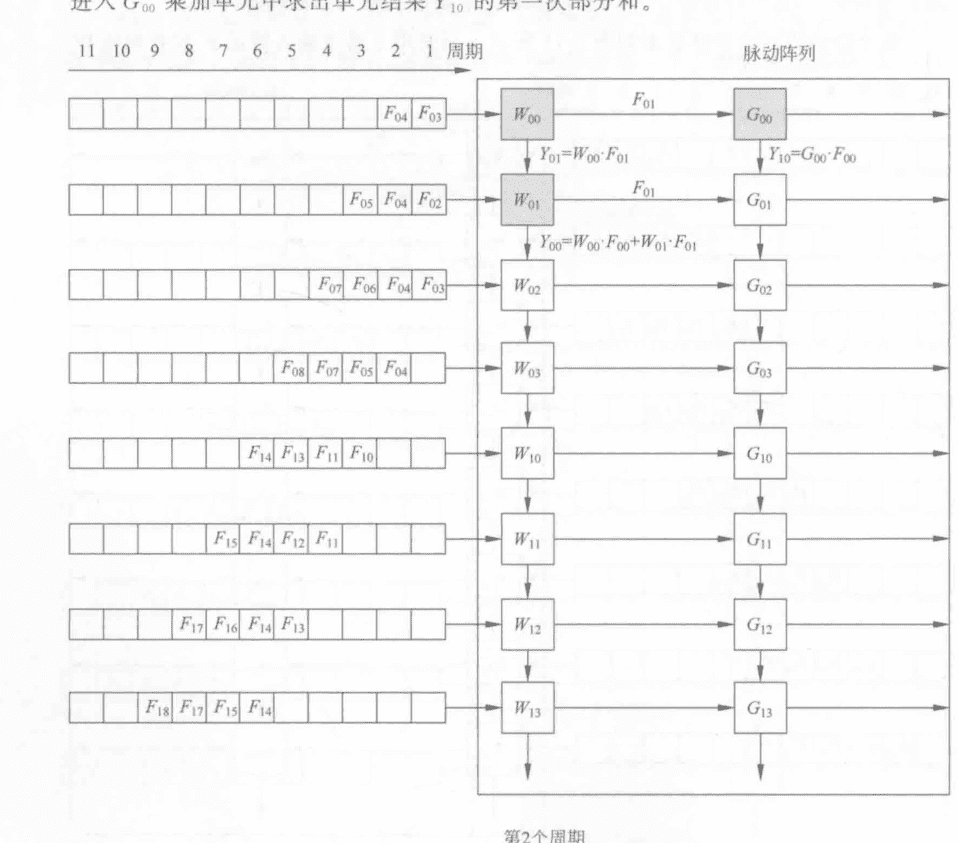 进入 G₀₀ 乘加单元中求出单元结果 Y₁₀ 的第一次部分和。
11 10 9 8 7 6 5 4 3 2 1 周期
脉动阵列
F₀₄ F₀₃ W₀₀ F₀₁ G₀₀
Y₀₁=W₀₀·F₀₁ Y₁₀=G₀₀·F₀₀
F₀₅ F₀₄ F₀₂ W₀₁ F₀₁ G₀₁
Y₀₀=W₀₀·F₀₀+W₀₁·F₀₁
F₀₇ F₀₆ F₀₄ F₀₃ W₀₂ G₀₂
F₀₈ F₀₇ F₀₅ F₀₄ W₀₃ G₀₃
F₁₄ F₁₃ F₁₁ F₁₀ W₁₀ G₁₀
F₁₅ F₁₄ F₁₂ F₁₁ W₁₁ G₁₁
F₁₇ F₁₆ F₁₄ F₁₃ W₁₂ G₁₂
F₁₈ F₁₇ F₁₅ F₁₄ W₁₃ G₁₃
第2个周期